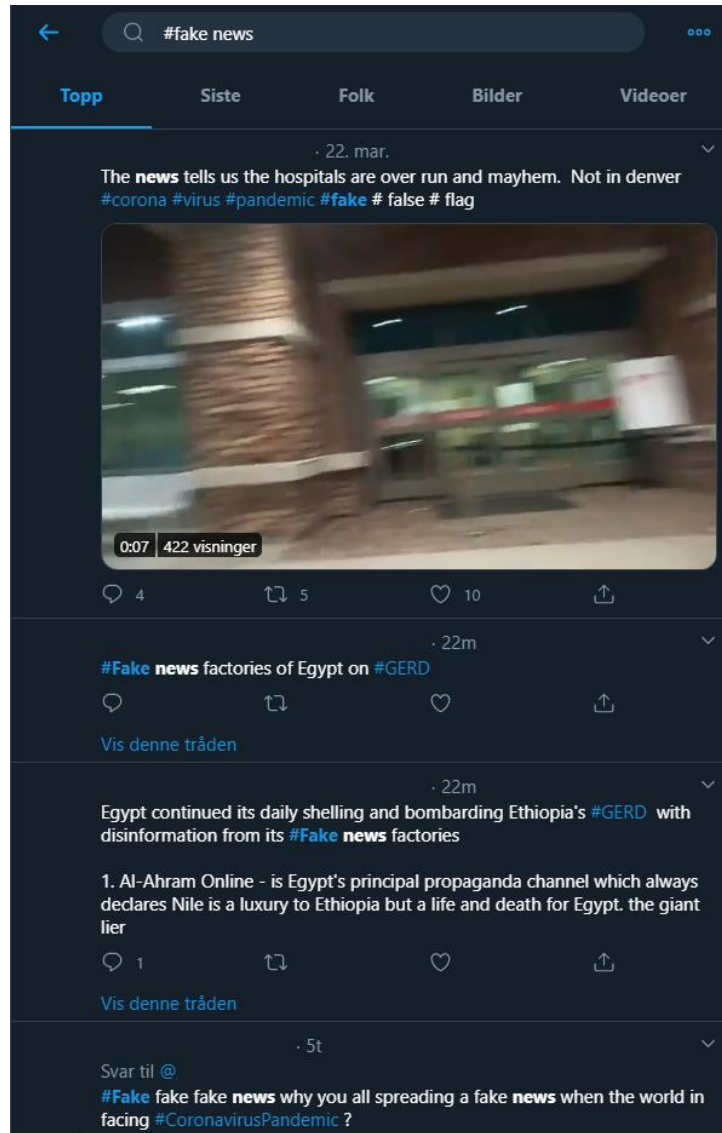 #fake news
Topp Siste Folk Bilder Videoer
· 22. mar.
The news tells us the hospitals are over run and mayhem.  Not in denver
#corona #virus #pandemic #fake # false # flag
0:07 422 visninger
4 5 10
· 22m
#Fake news factories of Egypt on #GERD
Vis denne tråden
· 22m
Egypt continued its daily shelling and bombarding Ethiopia's #GERD  with
disinformation from its #Fake news factories
1. Al-Ahram Online - is Egypt's principal propaganda channel which always
declares Nile is a luxury to Ethiopia but a life and death for Egypt. the giant
lier
1
Vis denne tråden
· 5t
Svar til @
#Fake fake fake news why you all spreading a fake news when the world in
facing #CoronavirusPandemic ?